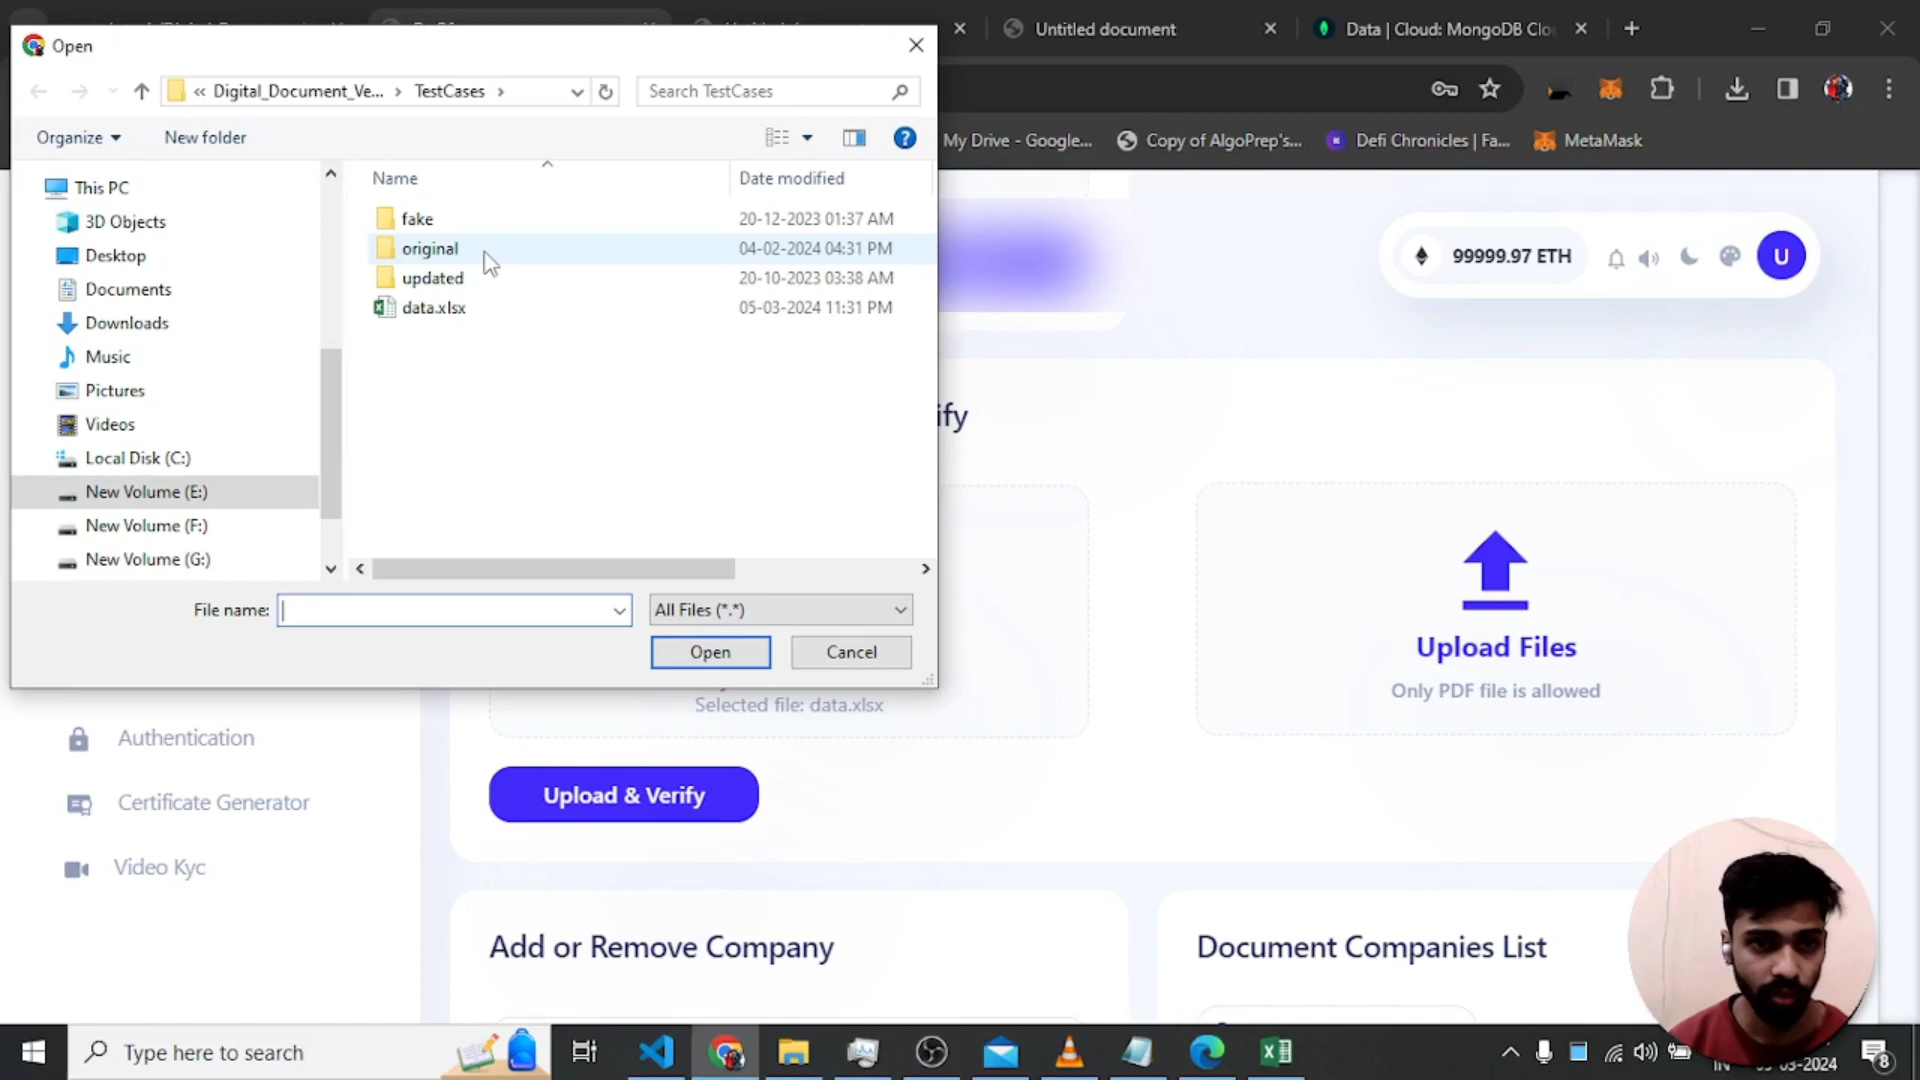 Open
Untitled document
Data | Cloud: MongoDB Clo
« Digital_Document_Ve... > TestCases >
Search TestCases
Organize
New folder
My Drive - Google...
Copy of AlgoPrep's...
Defi Chronicles | Fa...
MetaMask
Name
Date modified
This PC
3D Objects
Desktop
Documents
Downloads
Music
Pictures
Videos
Local Disk (C:)
New Volume (E:)
New Volume (F:)
New Volume (G:)
fake 20-12-2023 01:37 AM
original 04-02-2024 04:31 PM
updated 20-10-2023 03:38 AM
data.xlsx 05-03-2024 11:31 PM
99999.97 ETH
U
ify
File name:
All Files (*.*)
Open
Cancel
Upload Files
Only PDF file is allowed
Selected file: data.xlsx
Authentication
Certificate Generator
Video Kyc
Upload & Verify
Add or Remove Company
Document Companies List
Type here to search
8